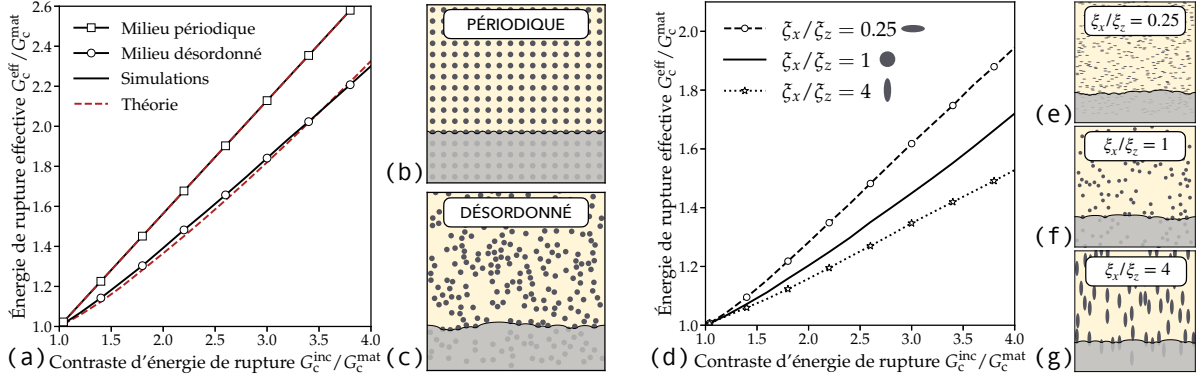 2.6
2.4
2.2
2.0
1.8
1.6
1.4
1.2
1.0
Énergie de rupture effective G_c^eff/G_c^mat
Milieu périodique
Milieu désordonné
Simulations
Théorie
1.0 1.5 2.0 2.5 3.0 3.5 4.0
(a) Contraste d'énergie de rupture G_c^inc/G_c^mat
PÉRIODIQUE
(b)
DÉSORDONNÉ
(c)
2.0
1.8
1.6
1.4
1.2
1.0
Énergie de rupture effective G_c^eff/G_c^mat
ξ_x/ξ_z = 0.25
ξ_x/ξ_z = 1
ξ_x/ξ_z = 4
1.0 1.5 2.0 2.5 3.0 3.5 4.0
(d) Contraste d'énergie de rupture G_c^inc/G_c^mat
ξ_x/ξ_z = 0.25
(e)
ξ_x/ξ_z = 1
(f)
ξ_x/ξ_z = 4
(g)